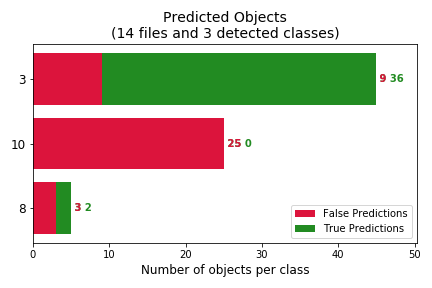 Predicted Objects
(14 files and 3 detected classes)
3
9 36
10
25 0
8
3 2
False Predictions
True Predictions
0 10 20 30 40 50
Number of objects per class